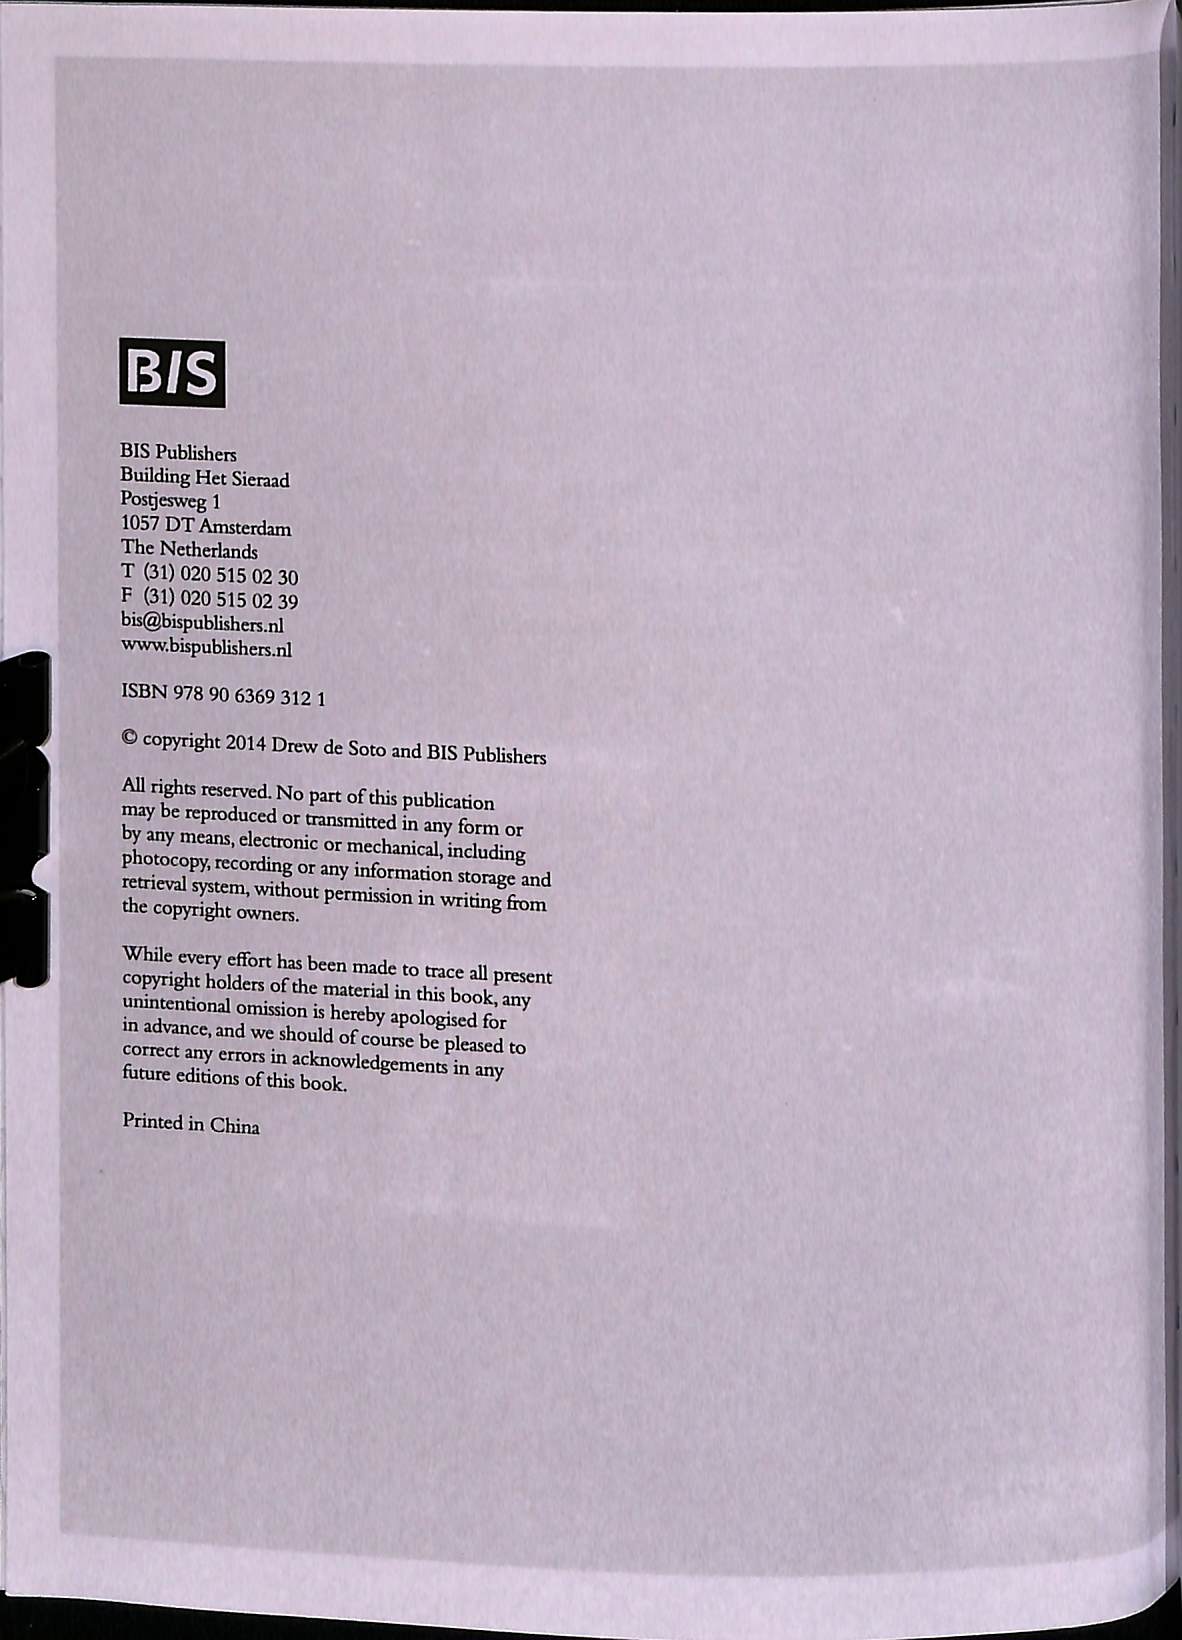 BIS
BIS Publishers
Building Het Sieraad
Postjesweg 1
1057 DT Amsterdam
The Netherlands
T (31) 020 515 02 30
F (31) 020 515 02 39
bis@bispublishers.nl
www.bispublishers.nl
ISBN 978 90 6369 312 1
© copyright 2014 Drew de Soto and BIS Publishers
All rights reserved. No part of this publication
may be reproduced or transmitted in any form or
by any means, electronic or mechanical, including
photocopy, recording or any information storage and
retrieval system, without permission in writing from
the copyright owners.
While every effort has been made to trace all present
copyright holders of the material in this book, any
unintentional omission is hereby apologised for
in advance, and we should of course be pleased to
correct any errors in acknowledgements in any
future editions of this book.
Printed in China